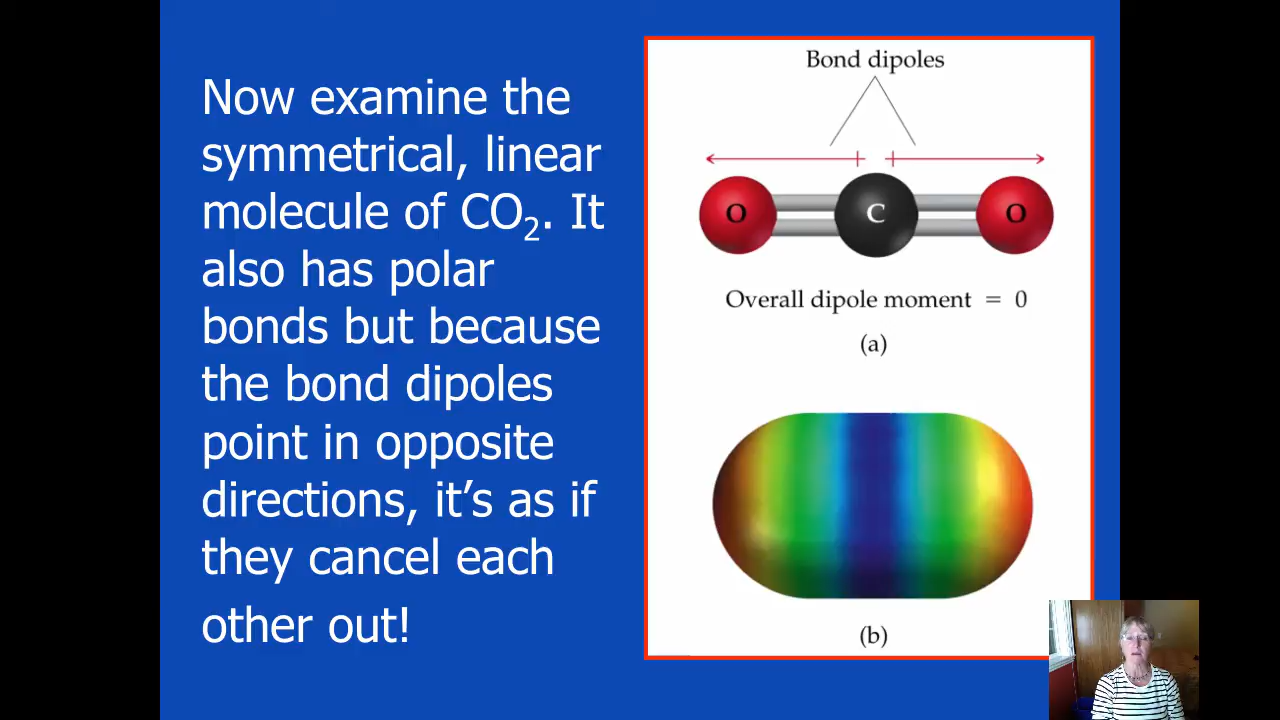 Now examine the
symmetrical, linear
molecule of CO₂. It
also has polar
bonds but because
the bond dipoles
point in opposite
directions, it’s as if
they cancel each
other out!
Bond dipoles
O C O
Overall dipole moment = 0
(a)
(b)